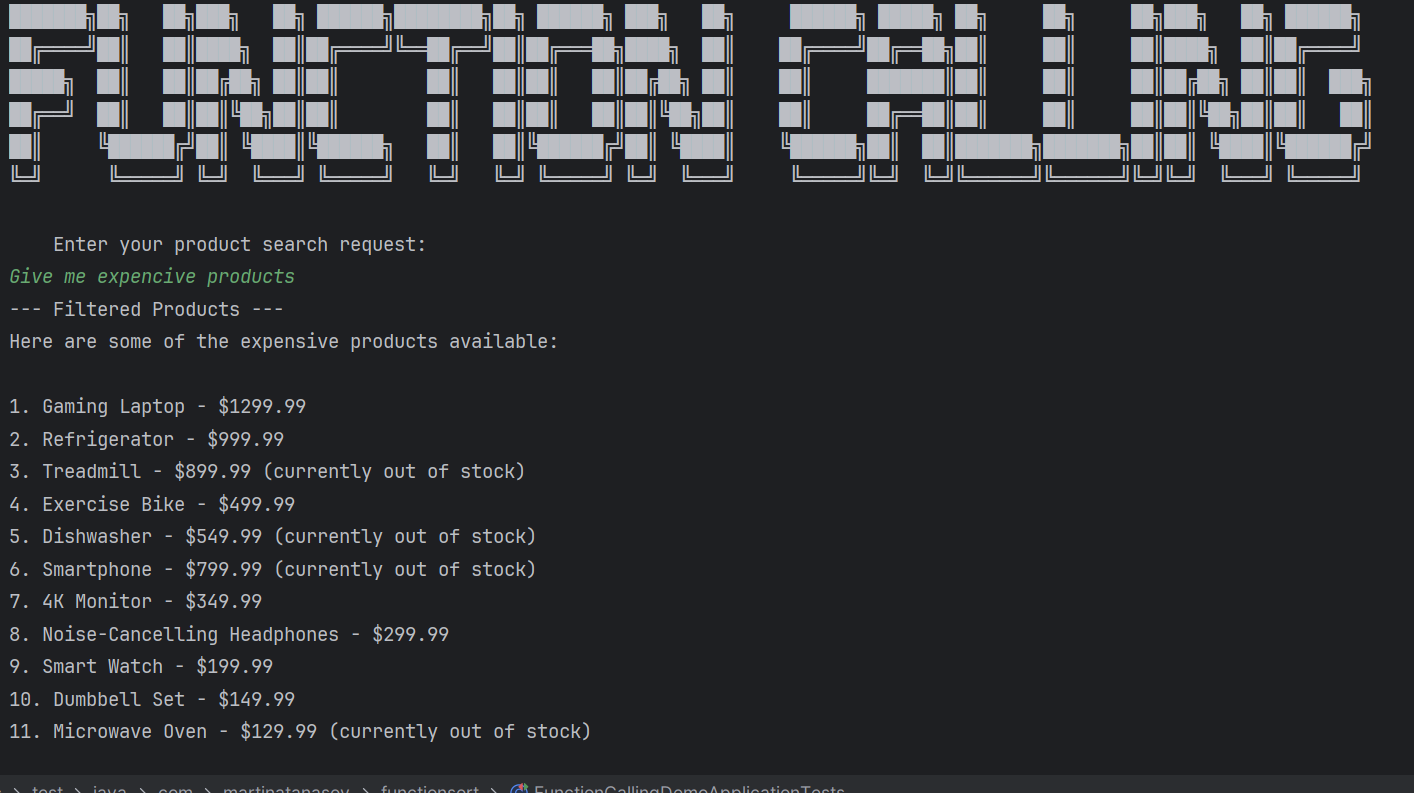 FUNCTION CALLING
Enter your product search request:
Give me expencive products
--- Filtered Products ---
Here are some of the expensive products available:
1. Gaming Laptop - $1299.99
2. Refrigerator - $999.99
3. Treadmill - $899.99 (currently out of stock)
4. Exercise Bike - $499.99
5. Dishwasher - $549.99 (currently out of stock)
6. Smartphone - $799.99 (currently out of stock)
7. 4K Monitor - $349.99
8. Noise-Cancelling Headphones - $299.99
9. Smart Watch - $199.99
10. Dumbbell Set - $149.99
11. Microwave Oven - $129.99 (currently out of stock)
test > java > com > martinatanasov > functionsert > FunctionCallingDemoApplicationTests